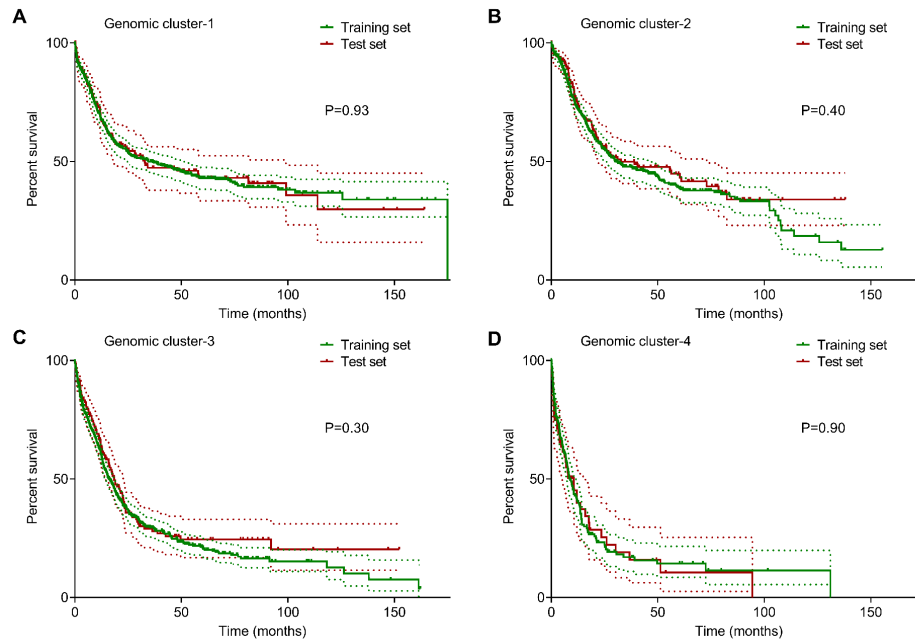 A
Genomic cluster-1
Training set
Test set
P=0.93
Percent survival
100
50
0
0
50
100
150
Time (months)
B
Genomic cluster-2
Training set
Test set
P=0.40
Percent survival
100
50
0
0
50
100
150
Time (months)
C
Genomic cluster-3
Training set
Test set
P=0.30
Percent survival
100
50
0
0
50
100
150
Time (months)
D
Genomic cluster-4
Training set
Test set
P=0.90
Percent survival
100
50
0
0
50
100
150
Time (months)